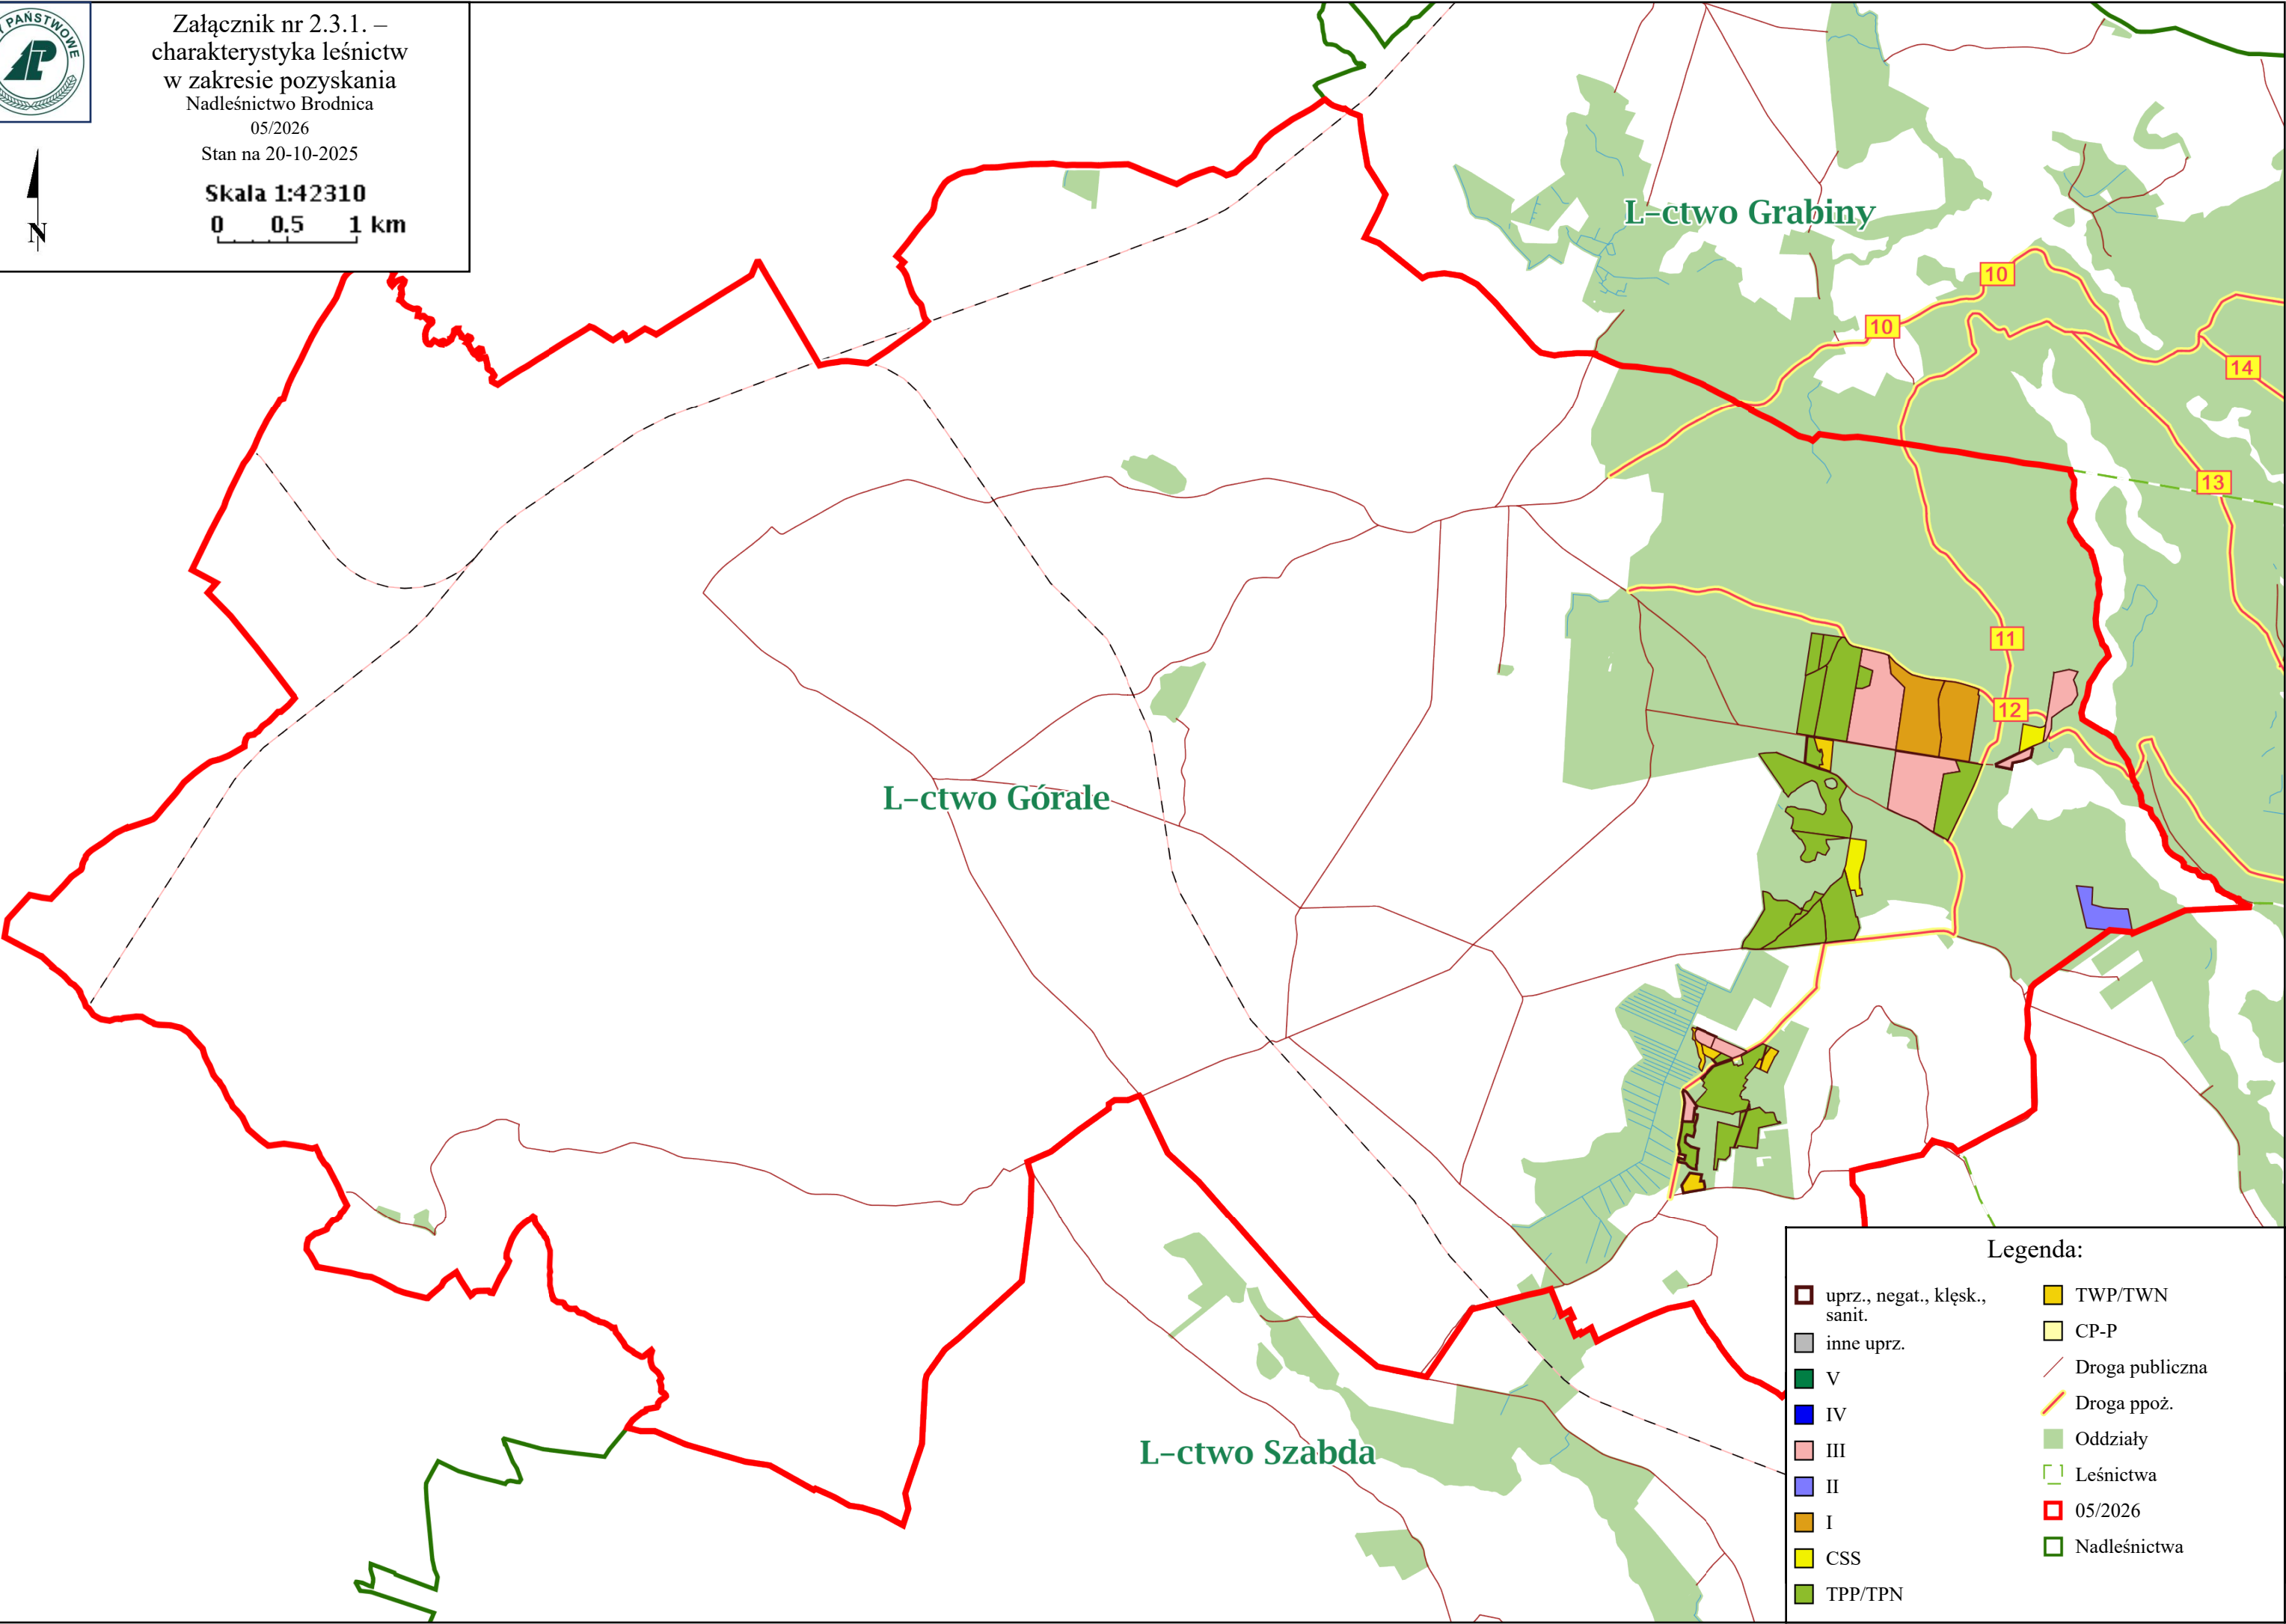 PAŃSTWOWE
LP
Załącznik nr 2.3.1. –
charakterystyka leśnictw
w zakresie pozyskania
Nadleśnictwo Brodnica
05/2026
Stan na 20-10-2025
Skala 1:42310
0 0.5 1 km
N
L-ctwo Grabiny
10
10
14
13
11
12
L-ctwo Górale
L-ctwo Szabda
Legenda:
uprz., negat., klęsk.,
sanit.
inne uprz.
V
IV
III
II
I
CSS
TPP/TPN
TWP/TWN
CP-P
Droga publiczna
Droga ppoż.
Oddziały
Leśnictwa
05/2026
Nadleśnictwa